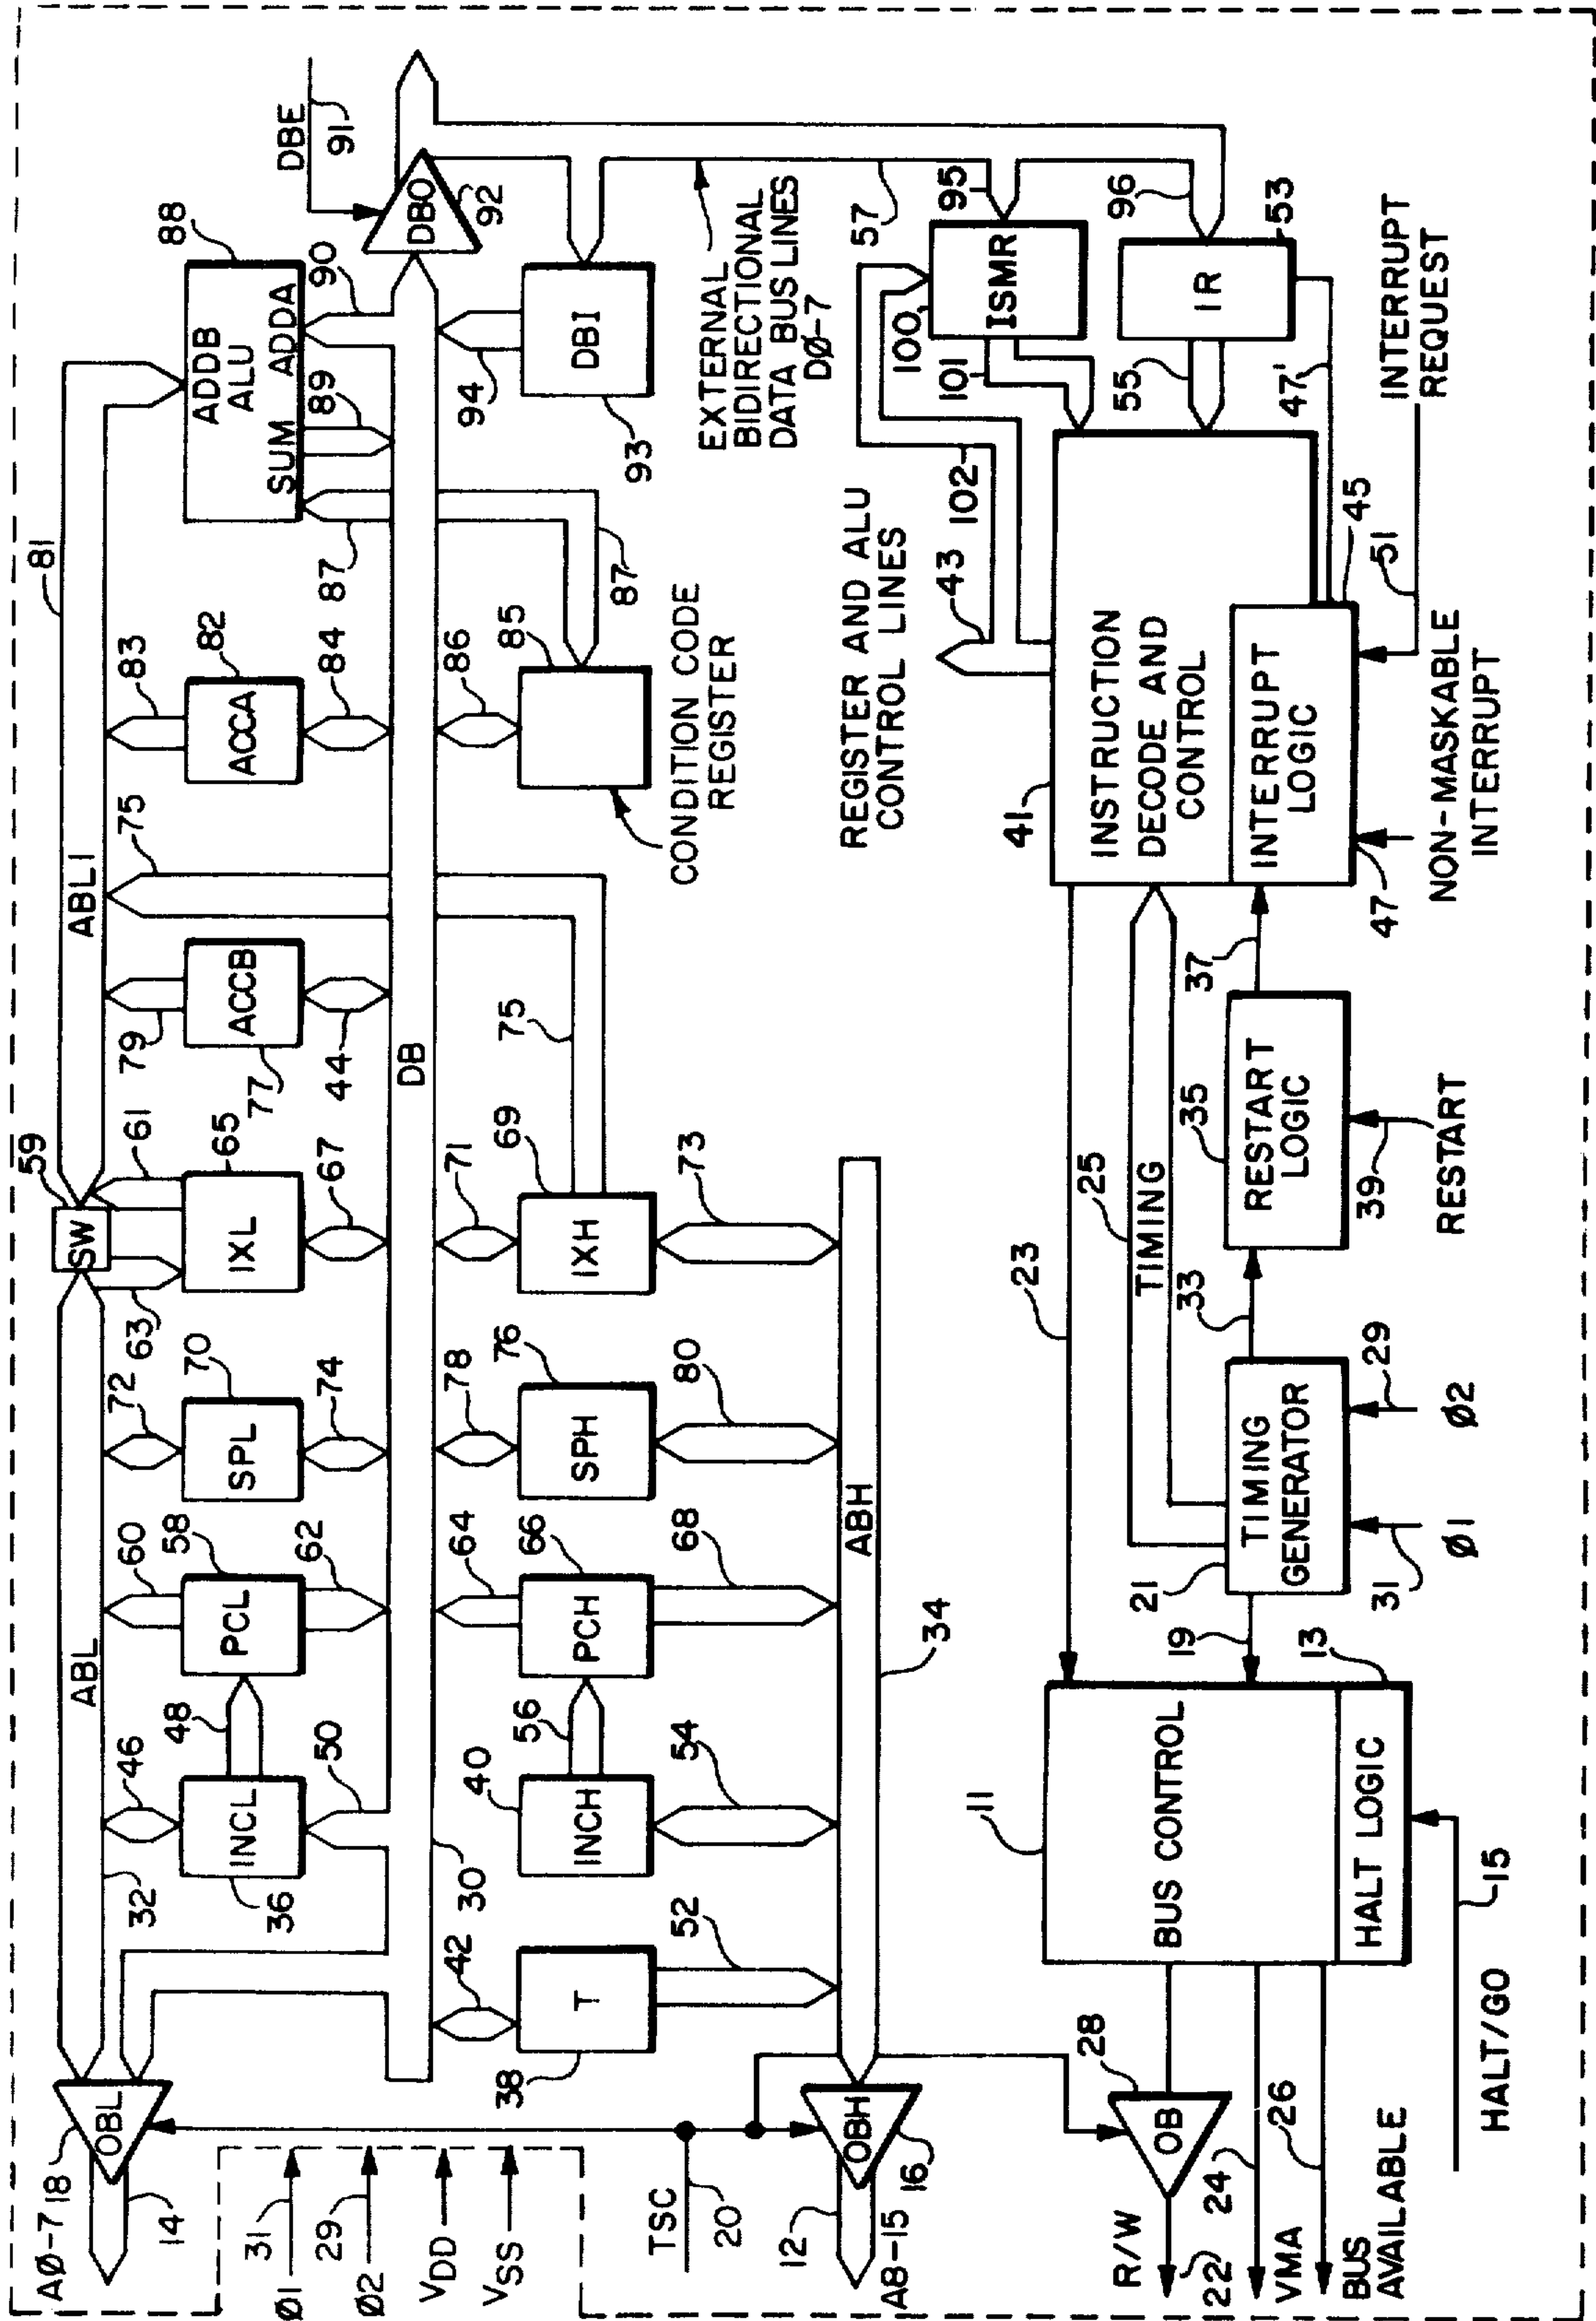 AØ-7
18
OBL
14
ABL
32
46
INCL
36
48
50
60
58
PCL
62
72
70
SPL
74
63
59
SW
61
65
IXL
67
ABLI
79
ACCB
77
44
75
83
82
ACCA
84
81
88
ADDB
ALU
SUM ADDA
87
89
90
DBE
91
DBO
92
31
Ø1
29
Ø2
VDD
VSS
DB
30
42
T
38
52
40
INCH
56
54
64
66
PCH
68
78
76
SPH
80
71
69
IXH
73
75
86
85
CONDITION CODE
REGISTER
87
94
DBI
93
EXTERNAL
BIDIRECTIONAL
DATA BUS LINES
DØ-7
57
TSC
20
12
OBH
16
A8-15
ABH
34
REGISTER AND ALU
CONTROL LINES
43
102
100
101
ISMR
95
R/W
22
OB
28
24
VMA
26
BUS
AVAILABLE
11
BUS CONTROL
HALT LOGIC
13
HALT/GO
15
19
23
25
TIMING
21
TIMING
GENERATOR
31
Ø1
29
Ø2
33
35
RESTART
LOGIC
39
RESTART
37
41
INSTRUCTION
DECODE AND
CONTROL
INTERRUPT
LOGIC
47
NON-MASKABLE
INTERRUPT
45
51
INTERRUPT
REQUEST
47'
55
IR
53
96